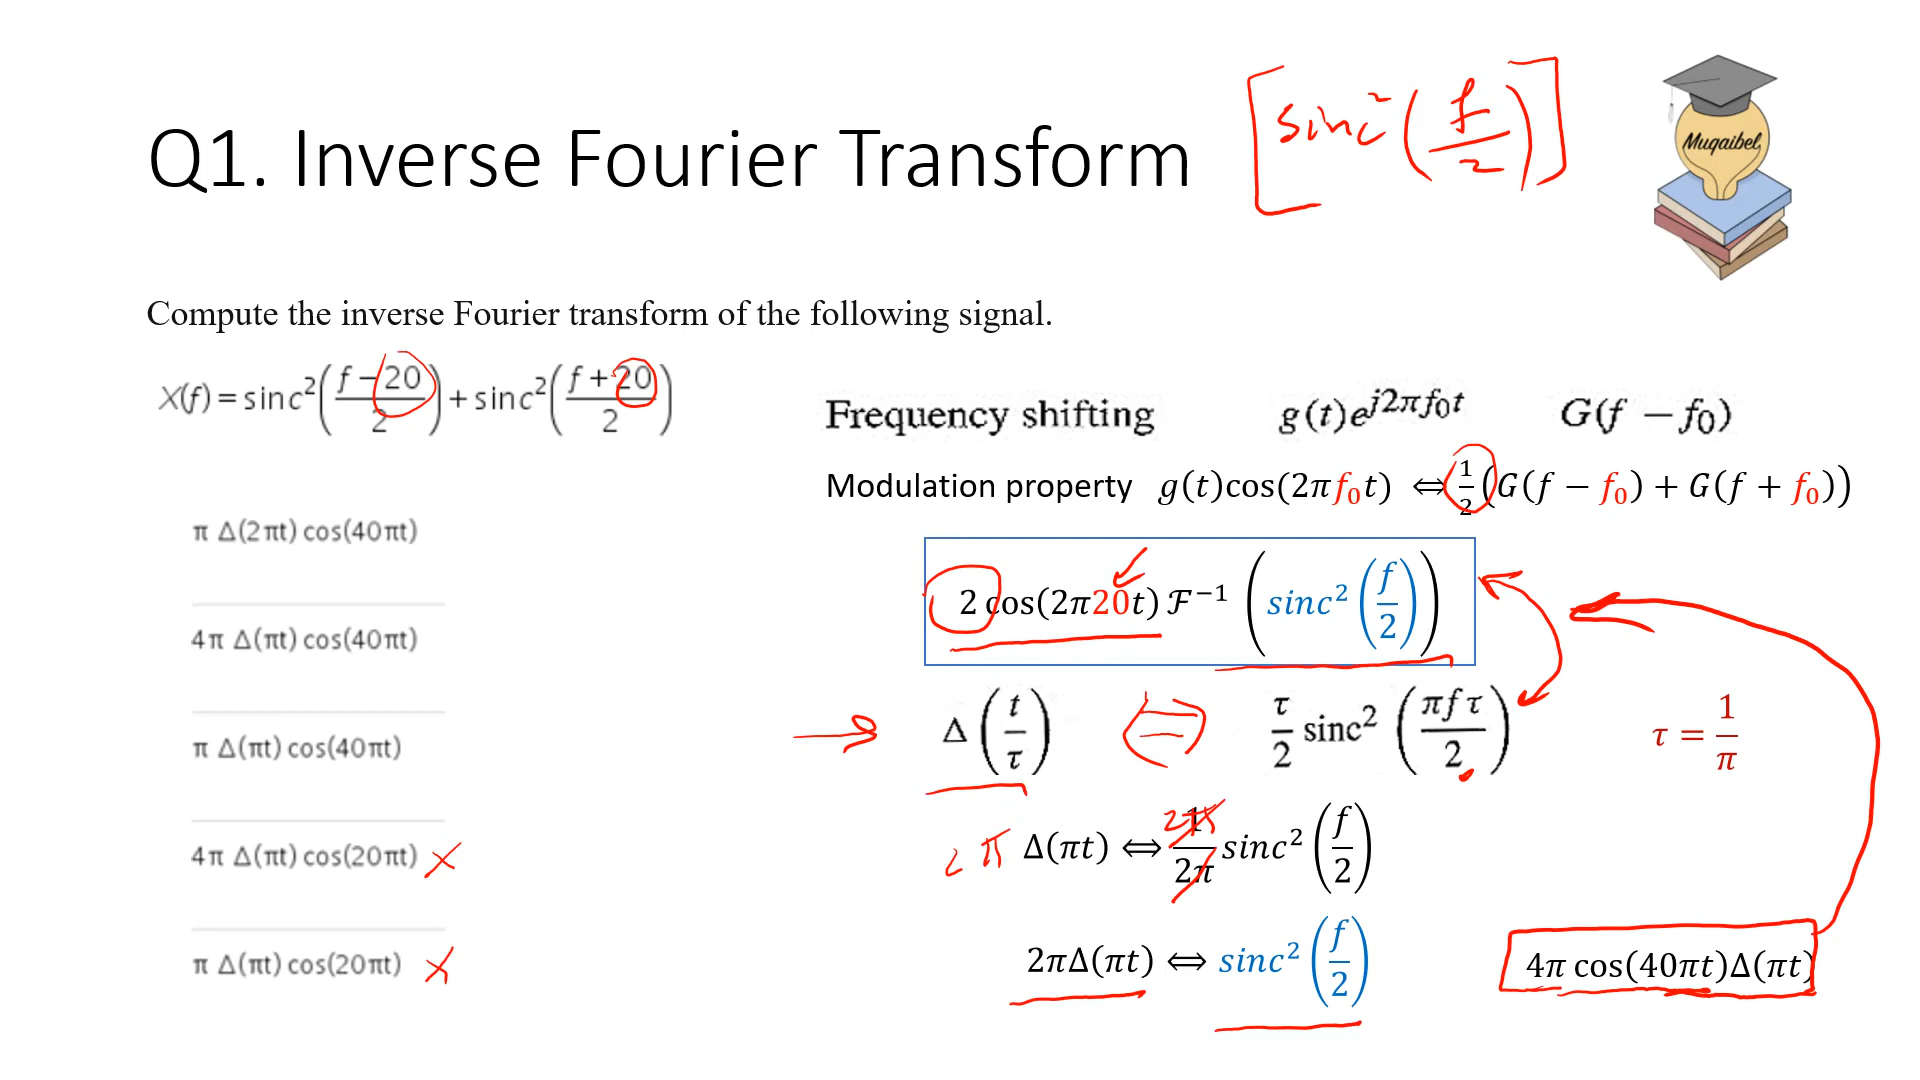 Q1. Inverse Fourier Transform
[sinc²(f/2)]
Muqaibel
Compute the inverse Fourier transform of the following signal.
X(f) = sinc²((f − 20)/2) + sinc²((f + 20)/2)
Frequency shifting g(t)e^{j2πf₀t} G(f − f₀)
Modulation property g(t)cos(2πf₀t) ⇔ 1/2 (G(f − f₀) + G(f + f₀))
π Δ(2πt) cos(40πt)
4π Δ(πt) cos(40πt)
π Δ(πt) cos(40πt)
4π Δ(πt) cos(20πt) X
π Δ(πt) cos(20πt) X
2 cos(2π20t) ℱ⁻¹ (sinc² (f/2))
Δ(t/τ) ⇔ τ/2 sinc² (πfτ/2) τ = 1/π
2π Δ(πt) ⇔ 2π 1/2π sinc² (f/2)
2πΔ(πt) ⇔ sinc² (f/2)
4π cos(40πt)Δ(πt)